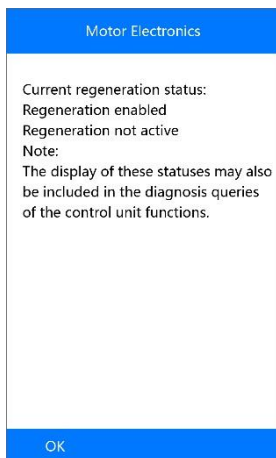 Motor Electronics
Current regeneration status:
Regeneration enabled
Regeneration not active
Note:
The display of these statuses may also
be included in the diagnosis queries
of the control unit functions.
OK